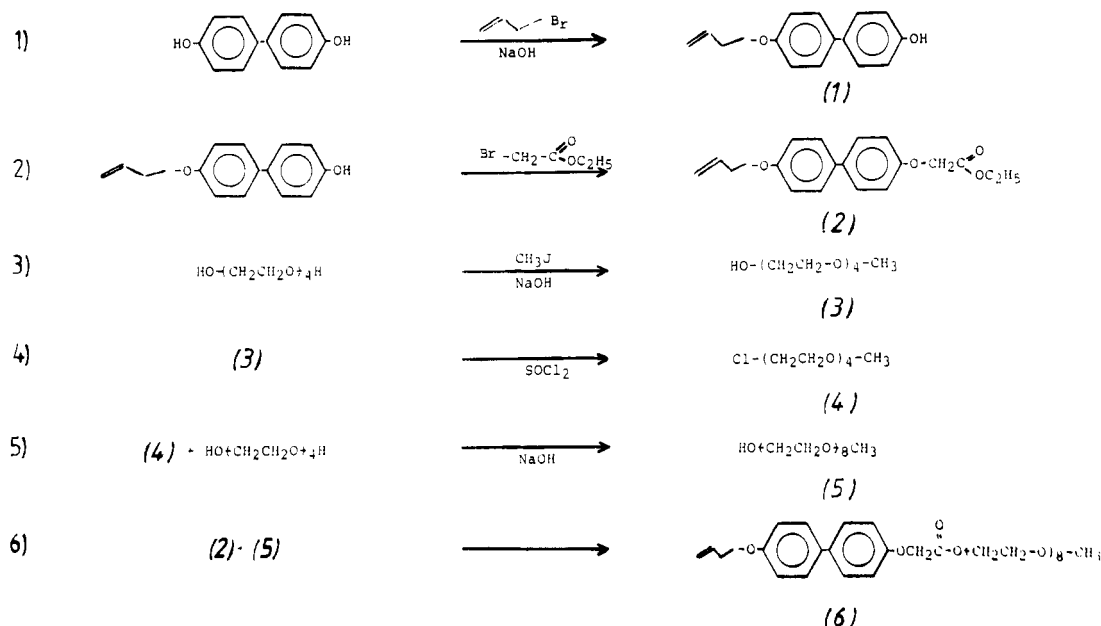 1) HO OH Br NaOH O OH
(1)
2) O OH Br-CH2-C O OC2H5 O O-CH2-C O OC2H5
(2)
3) HO-(CH2CH2O)4H CH3J NaOH HO-(CH2CH2-O)4-CH3
(3)
4) (3) SOCl2 Cl-(CH2CH2O)4-CH3
(4)
5) (4) + HO(CH2CH2O)4H NaOH HO(CH2CH2O)8CH3
(5)
6) (2)-(5) O OCH2C O O(CH2CH2-O)8-CH3
(6)